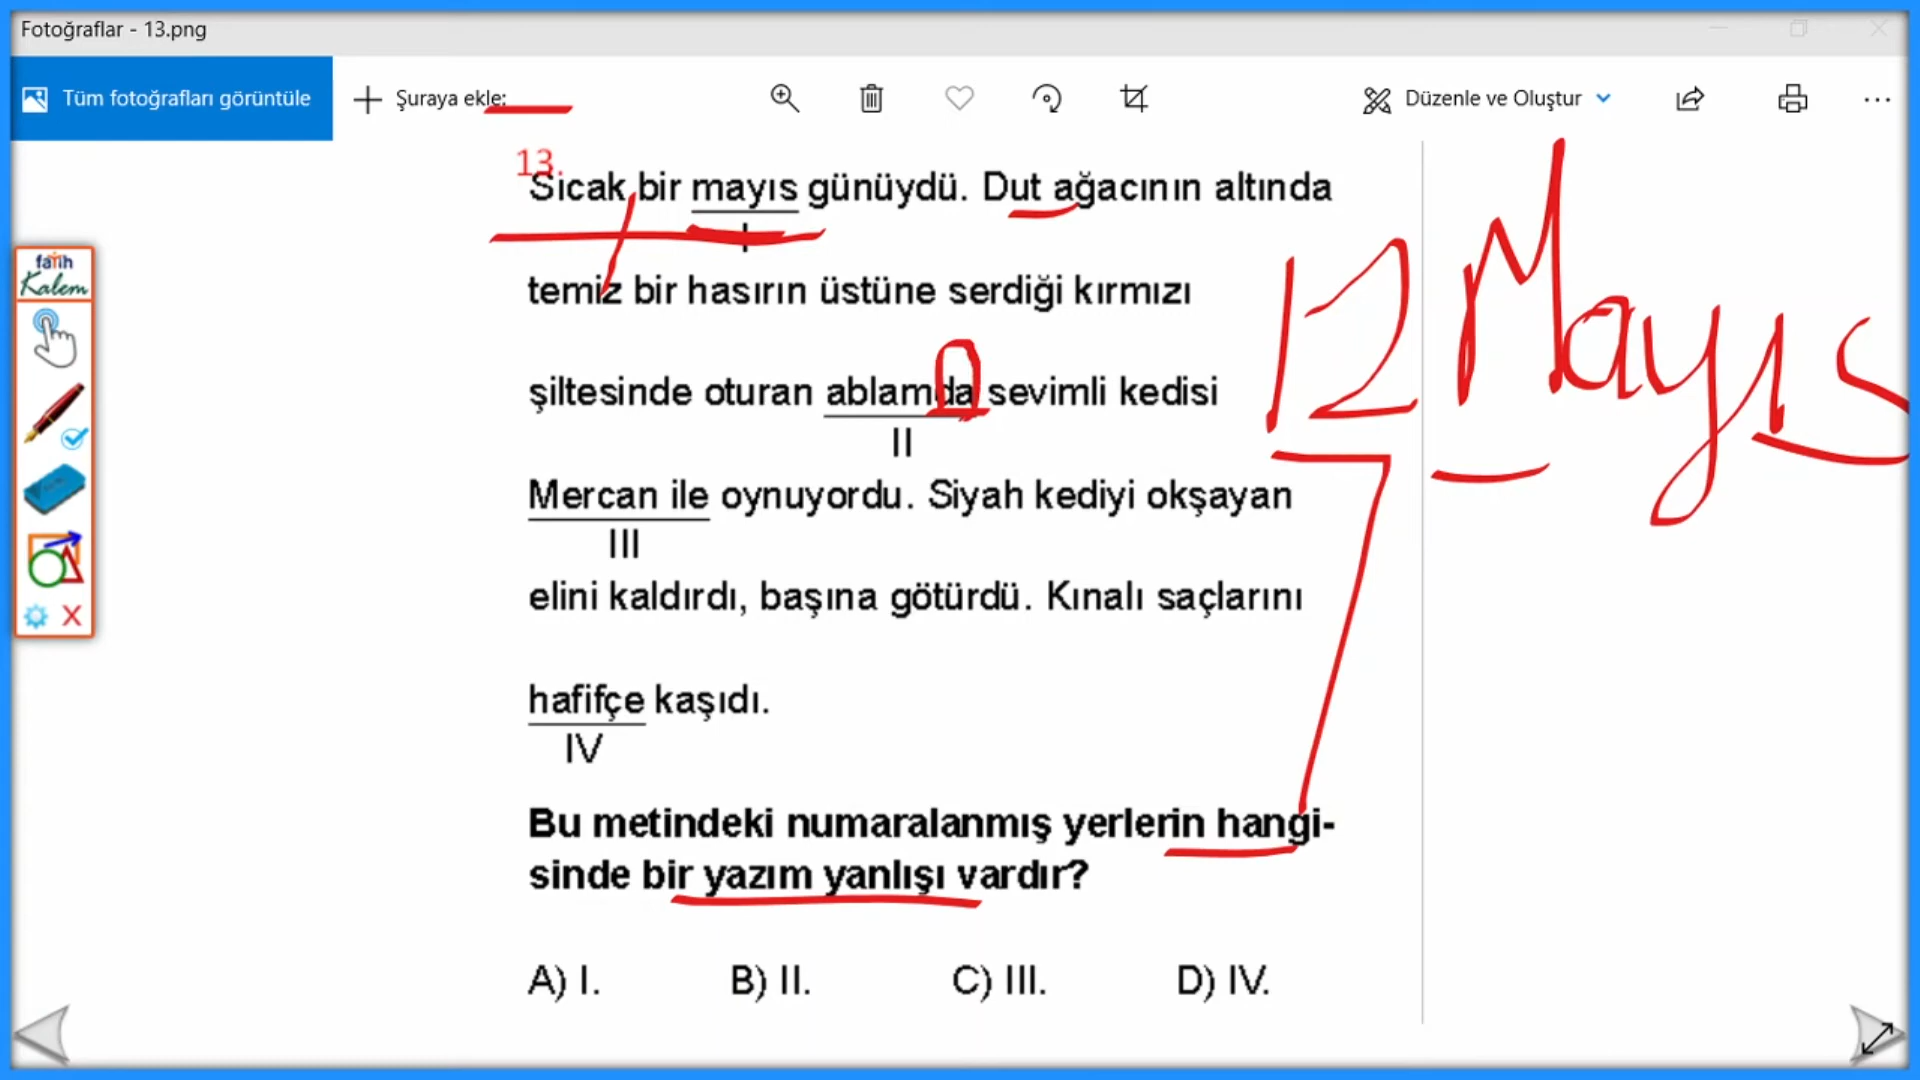 Fotoğraflar - 13.png
Tüm fotoğrafları görüntüle
Şuraya ekle:
Düzenle ve Oluştur
13.
Sıcak bir mayıs günüydü. Dut ağacının altında
I
temiz bir hasırın üstüne serdiği kırmızı
şiltesinde oturan ablamda sevimli kedisi
II
Mercan ile oynuyordu. Siyah kediyi okşayan
III
elini kaldırdı, başına götürdü. Kınalı saçlarını
hafifçe kaşıdı.
IV
Bu metindeki numaralanmış yerlerin hangi-
sinde bir yazım yanlışı vardır?
A) I. B) II. C) III. D) IV.
12 Mayıs
fatih
Kalem